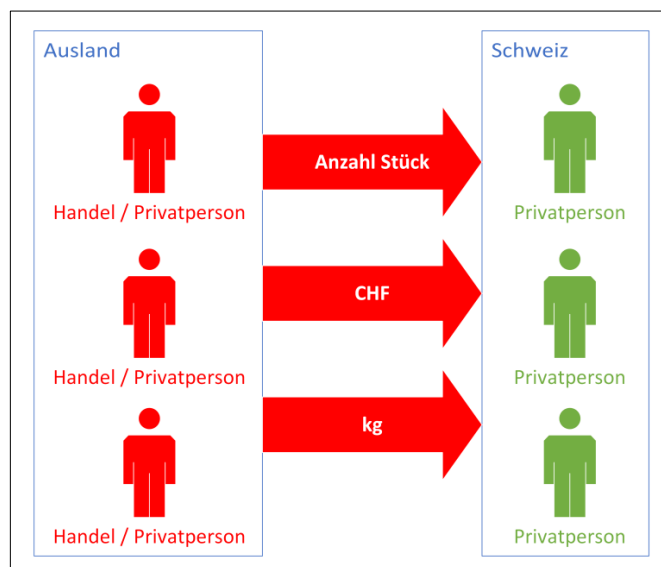 Ausland
Schweiz
Anzahl Stück
Handel / Privatperson
Privatperson
CHF
Handel / Privatperson
Privatperson
kg
Handel / Privatperson
Privatperson